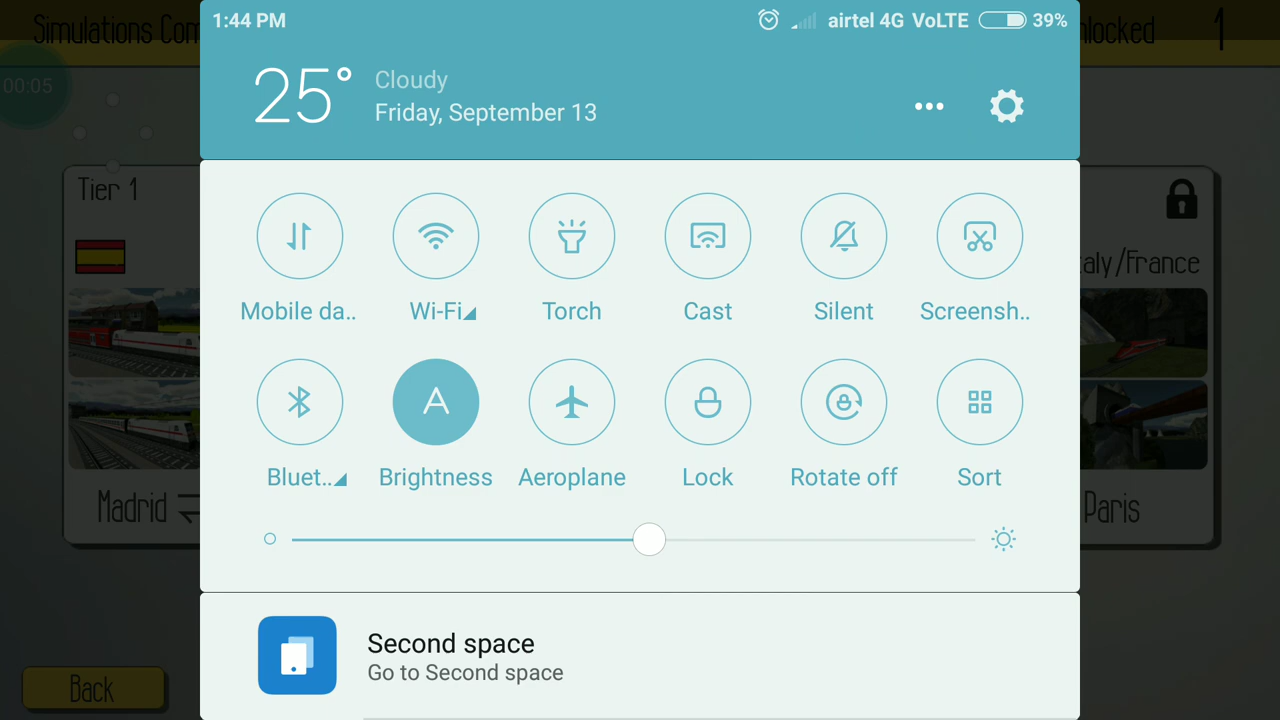 Simulations Com
nlocked
1
1:44 PM
airtel 4G VoLTE
39%
00:05
25°
Cloudy
Friday, September 13
Tier 1
Mobile da..
Wi-Fi
Torch
Cast
Silent
Screensh..
aly/France
A
Bluet..
Brightness
Aeroplane
Lock
Rotate off
Sort
Madrid
Paris
Second space
Go to Second space
Back